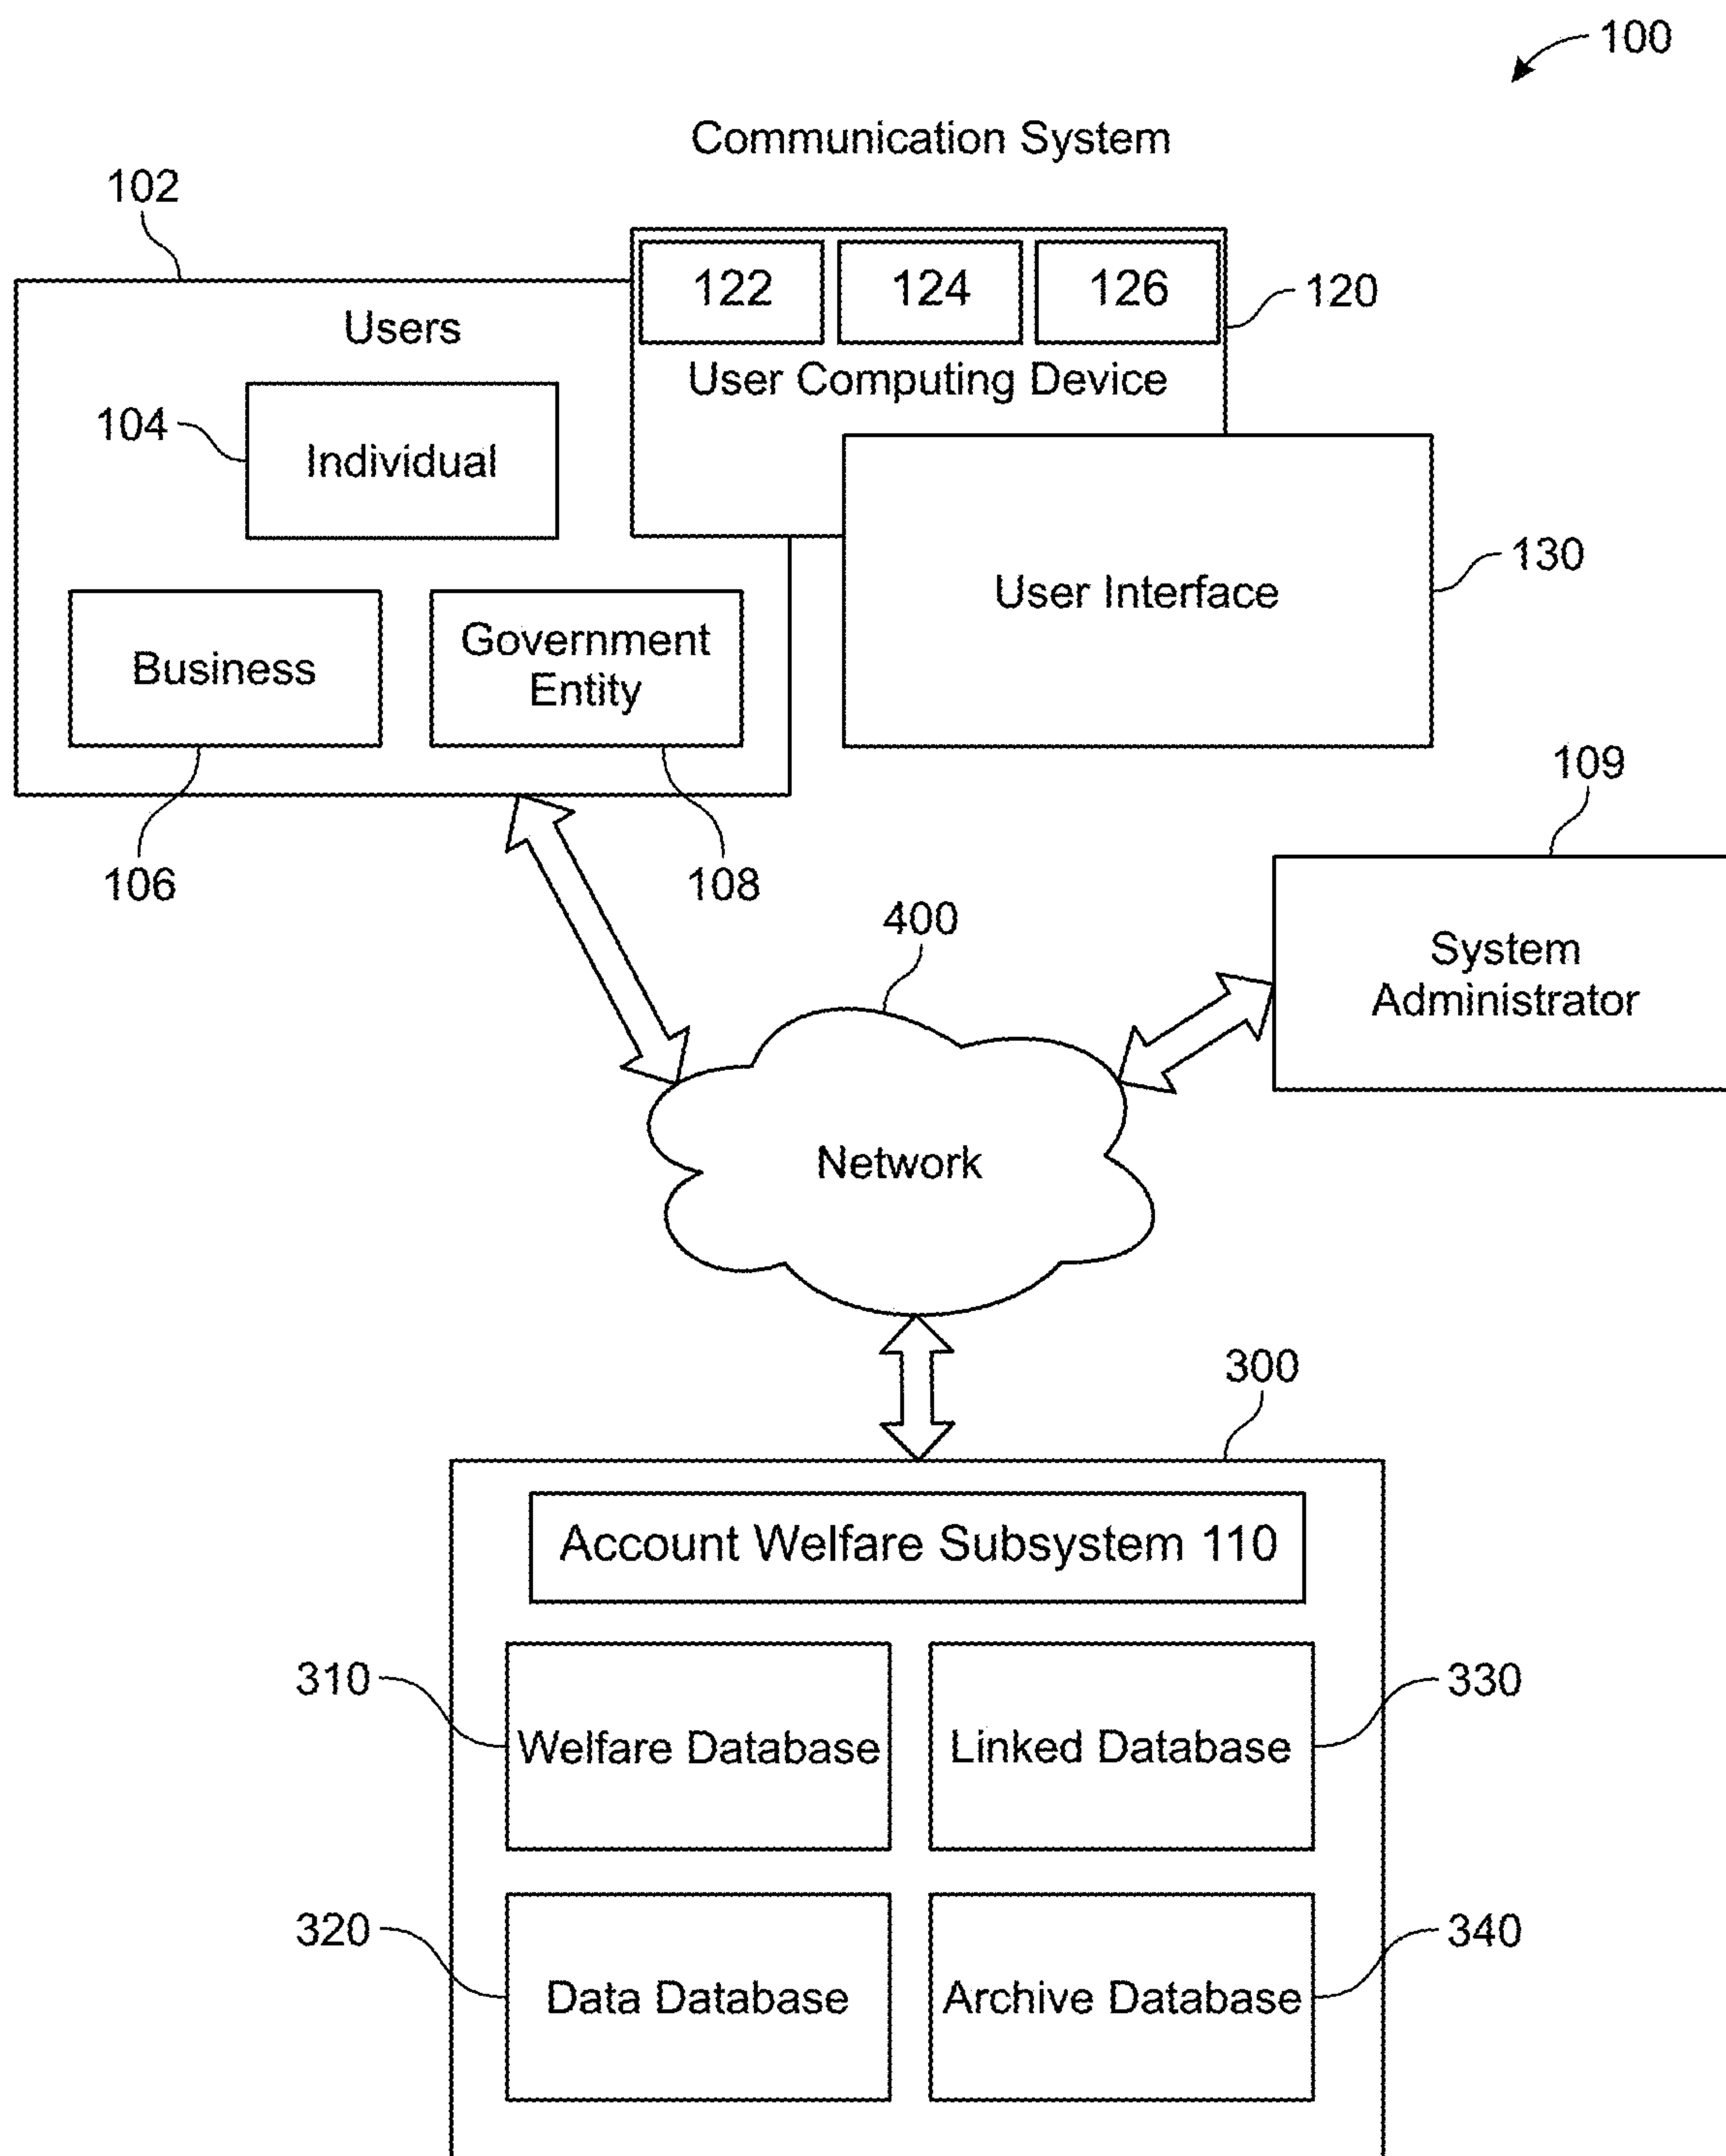 100
Communication System
102
122
124
126
120
Users
User Computing Device
104
Individual
130
User Interface
Business
Government
Entity
109
106
108
400
System
Administrator
Network
300
Account Welfare Subsystem 110
310
330
Welfare Database
Linked Database
320
340
Data Database
Archive Database